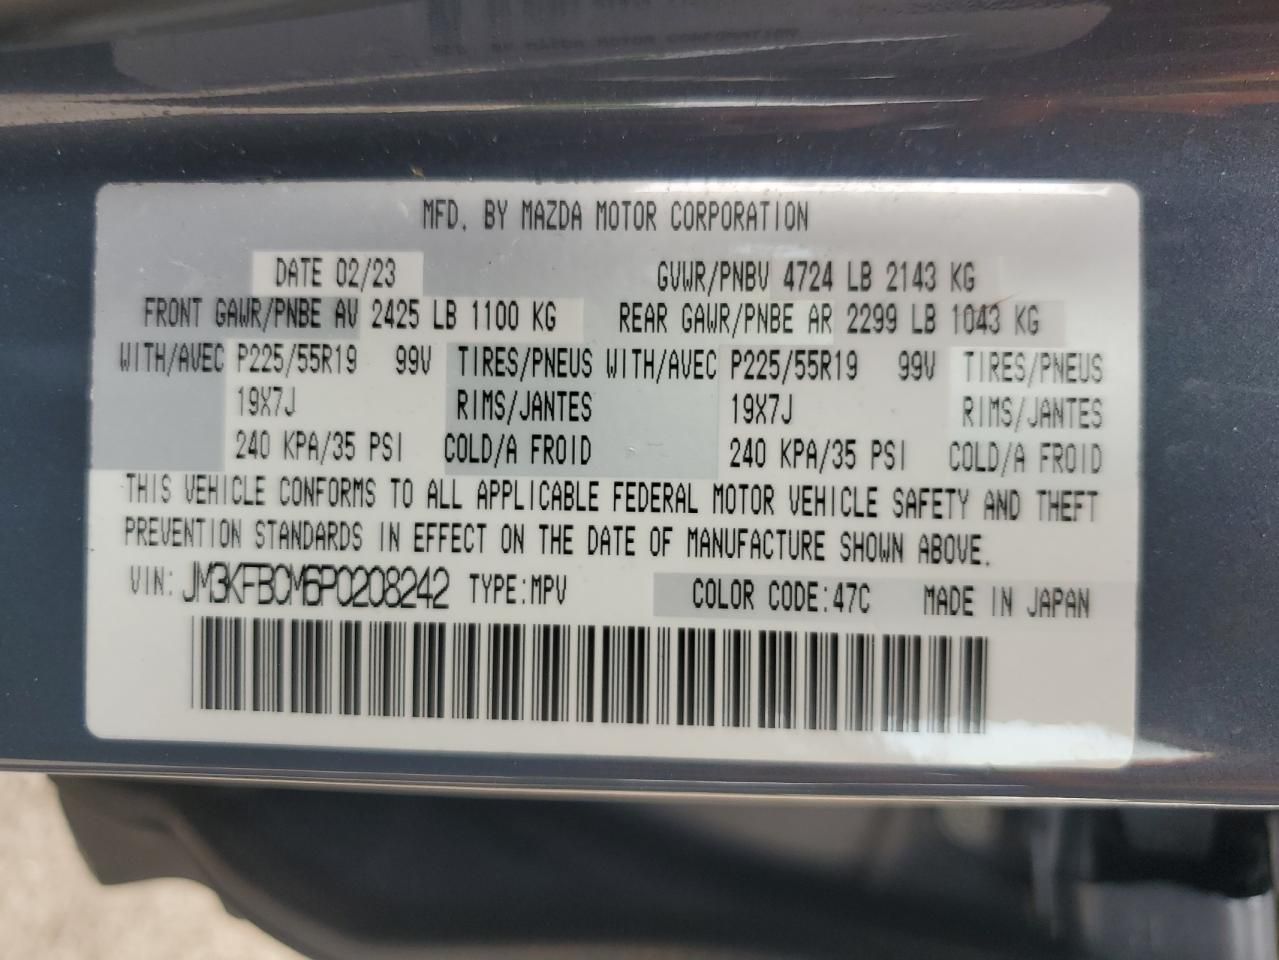 MFD. BY MAZDA MOTOR CORPORATION
DATE 02/23 GVWR/PNBV 4724 LB 2143 KG
FRONT GAWR/PNBE AV 2425 LB 1100 KG REAR GAWR/PNBE AR 2299 LB 1043 KG
WITH/AVEC P225/55R19 99V TIRES/PNEUS WITH/AVEC P225/55R19 99V TIRES/PNEUS
19X7J RIMS/JANTES 19X7J RIMS/JANTES
240 KPA/35 PSI COLD/A FROID 240 KPA/35 PSI COLD/A FROID
THIS VEHICLE CONFORMS TO ALL APPLICABLE FEDERAL MOTOR VEHICLE SAFETY AND THEFT
PREVENTION STANDARDS IN EFFECT ON THE DATE OF MANUFACTURE SHOWN ABOVE.
VIN: JM3KFBCM6P0208242 TYPE:MPV COLOR CODE:47C MADE IN JAPAN